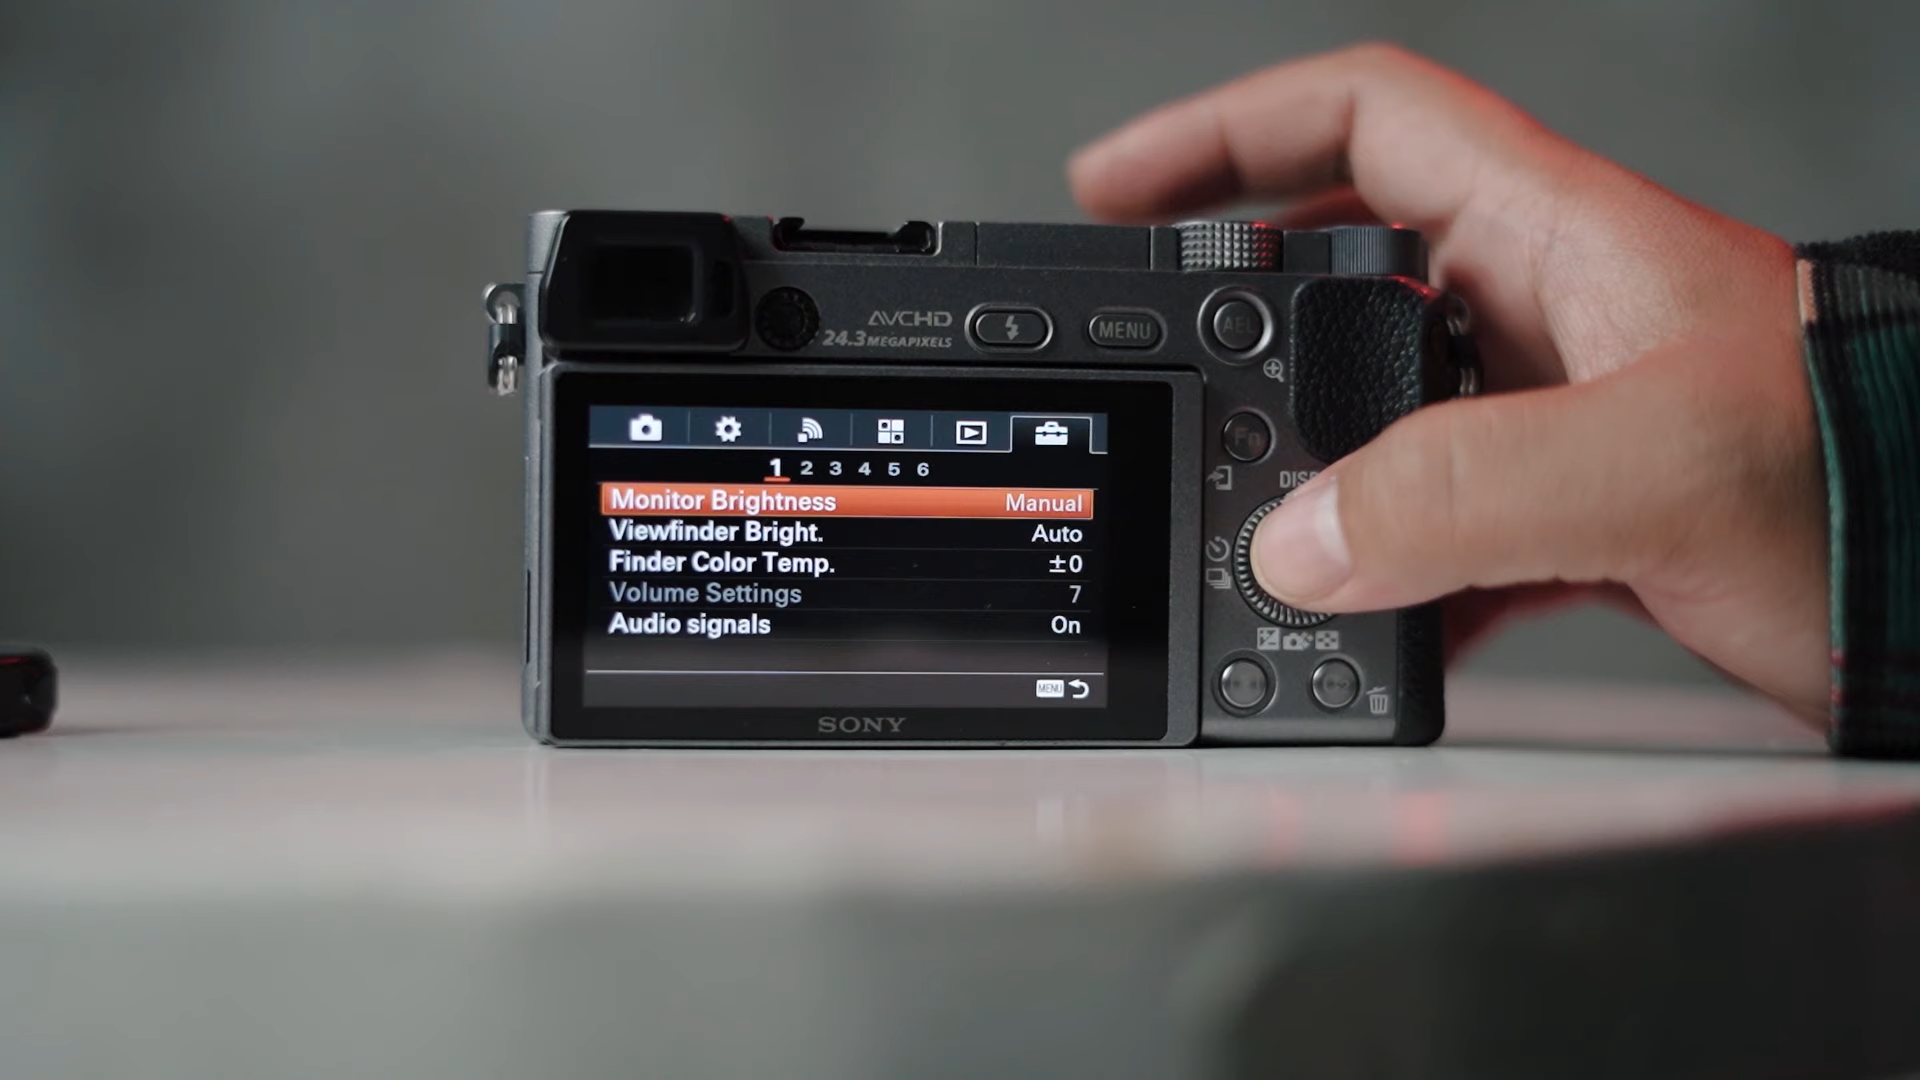 AVCHD
24.3 MEGAPIXELS
MENU
AEL
Fn
1 2 3 4 5 6
Monitor Brightness Manual
Viewfinder Bright. Auto
Finder Color Temp. ±0
Volume Settings 7
Audio signals On
MENU
SONY